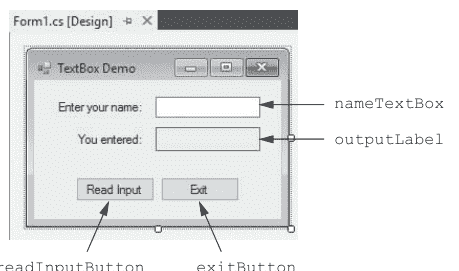 Form1.cs [Design]
TextBox Demo
Enter your name:
nameTextBox
You entered:
outputLabel
Read Input
Exit
readInputButton
exitButton